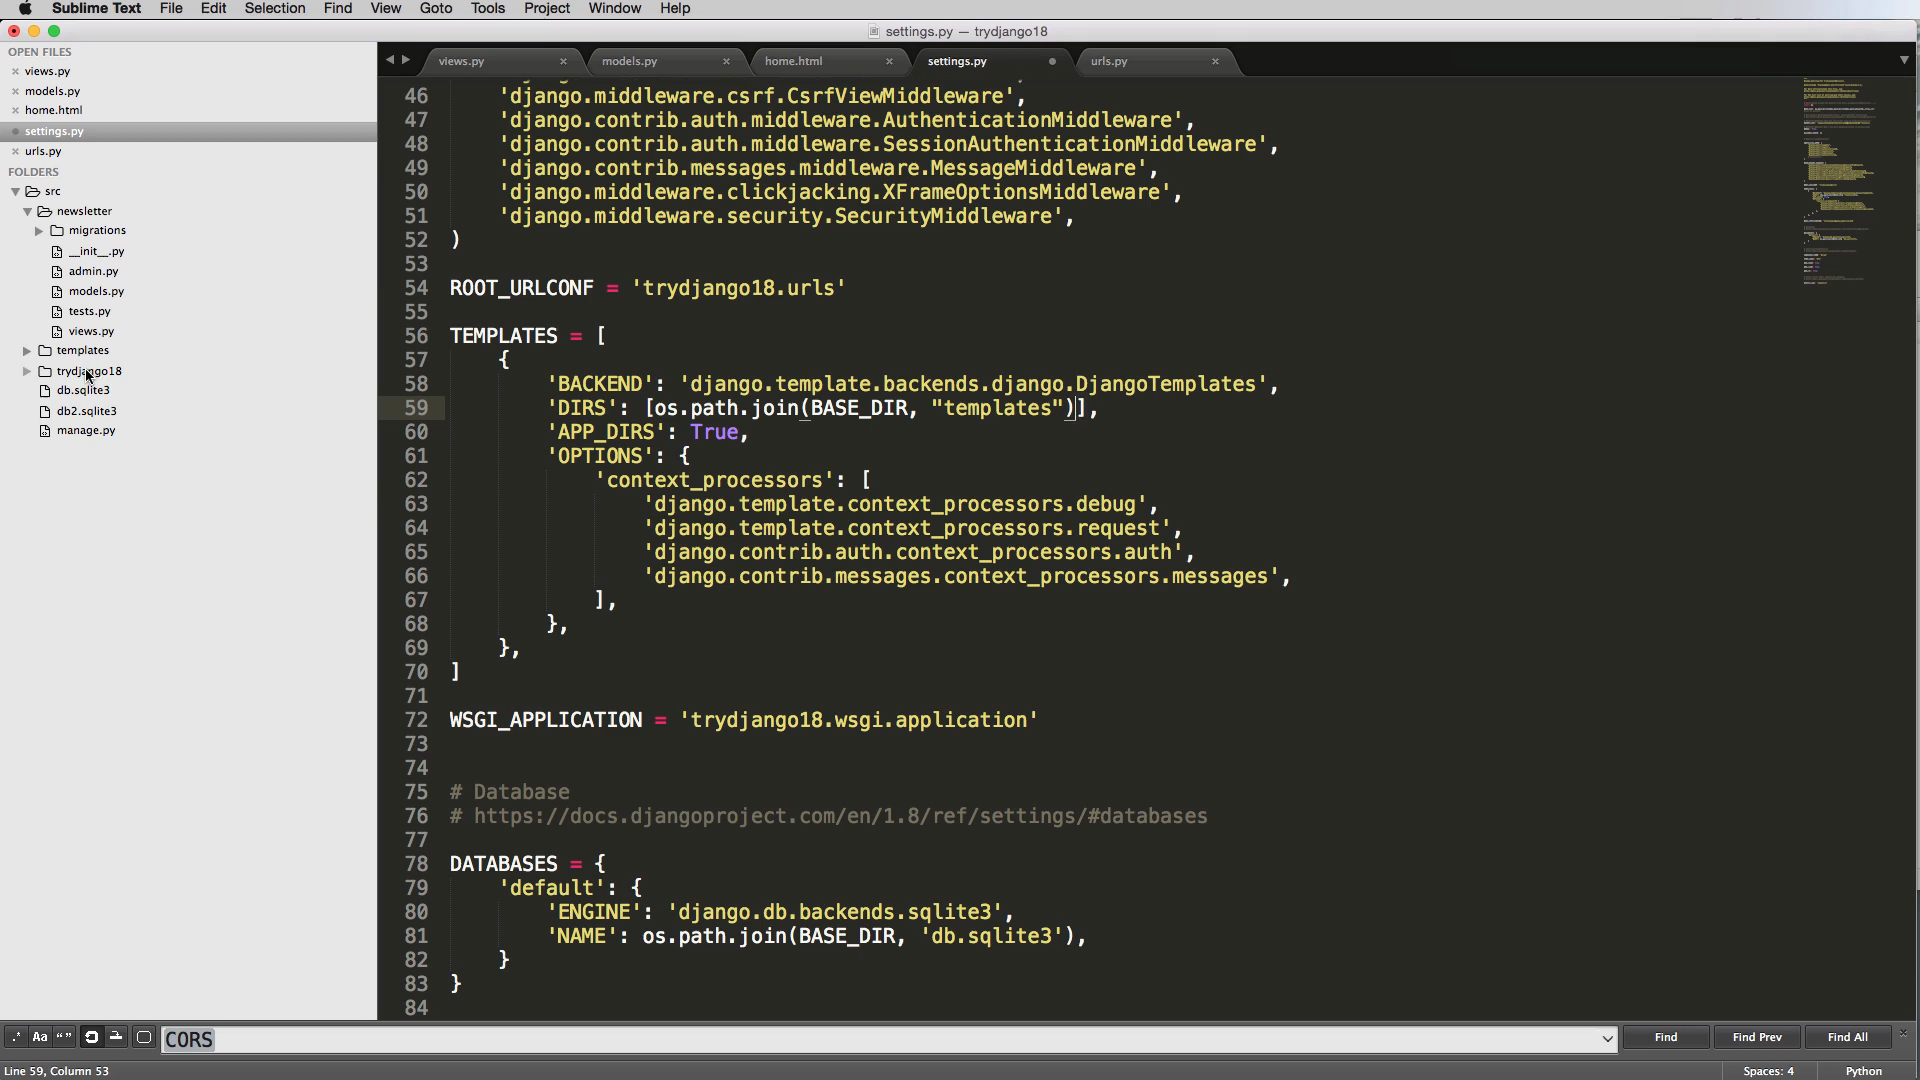 Sublime Text File Edit Selection Find View Goto Tools Project Window Help
settings.py — trydjango18
OPEN FILES
views.py
models.py
home.html
settings.py
urls.py
FOLDERS
src
newsletter
migrations
__init__.py
admin.py
models.py
tests.py
views.py
templates
trydjango18
db.sqlite3
db2.sqlite3
manage.py
views.py models.py home.html settings.py urls.py
46 'django.middleware.csrf.CsrfViewMiddleware',
47 'django.contrib.auth.middleware.AuthenticationMiddleware',
48 'django.contrib.auth.middleware.SessionAuthenticationMiddleware',
49 'django.contrib.messages.middleware.MessageMiddleware',
50 'django.middleware.clickjacking.XFrameOptionsMiddleware',
51 'django.middleware.security.SecurityMiddleware',
52 )
53
54 ROOT_URLCONF = 'trydjango18.urls'
55
56 TEMPLATES = [
57 {
58 'BACKEND': 'django.template.backends.django.DjangoTemplates',
59 'DIRS': [os.path.join(BASE_DIR, "templates")],
60 'APP_DIRS': True,
61 'OPTIONS': {
62 'context_processors': [
63 'django.template.context_processors.debug',
64 'django.template.context_processors.request',
65 'django.contrib.auth.context_processors.auth',
66 'django.contrib.messages.context_processors.messages',
67 ],
68 },
69 },
70 ]
71
72 WSGI_APPLICATION = 'trydjango18.wsgi.application'
73
74
75 # Database
76 # https://docs.djangoproject.com/en/1.8/ref/settings/#databases
77
78 DATABASES = {
79 'default': {
80 'ENGINE': 'django.db.backends.sqlite3',
81 'NAME': os.path.join(BASE_DIR, 'db.sqlite3'),
82 }
83 }
84
.* Aa “ ” CORS Find Find Prev Find All
Line 59, Column 53 Spaces: 4 Python